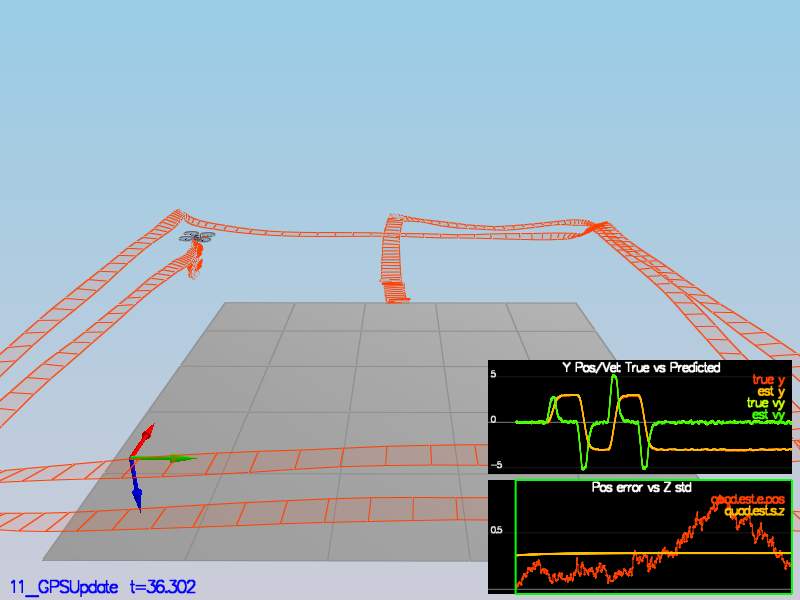 Y Pos/Vel: True vs Predicted
5
true y
est y
true vy
est vy
0
-5
Pos error vs Z std
quad.est.e.pos
quad.est.s.z
0.5
11_GPSUpdate t=36.302